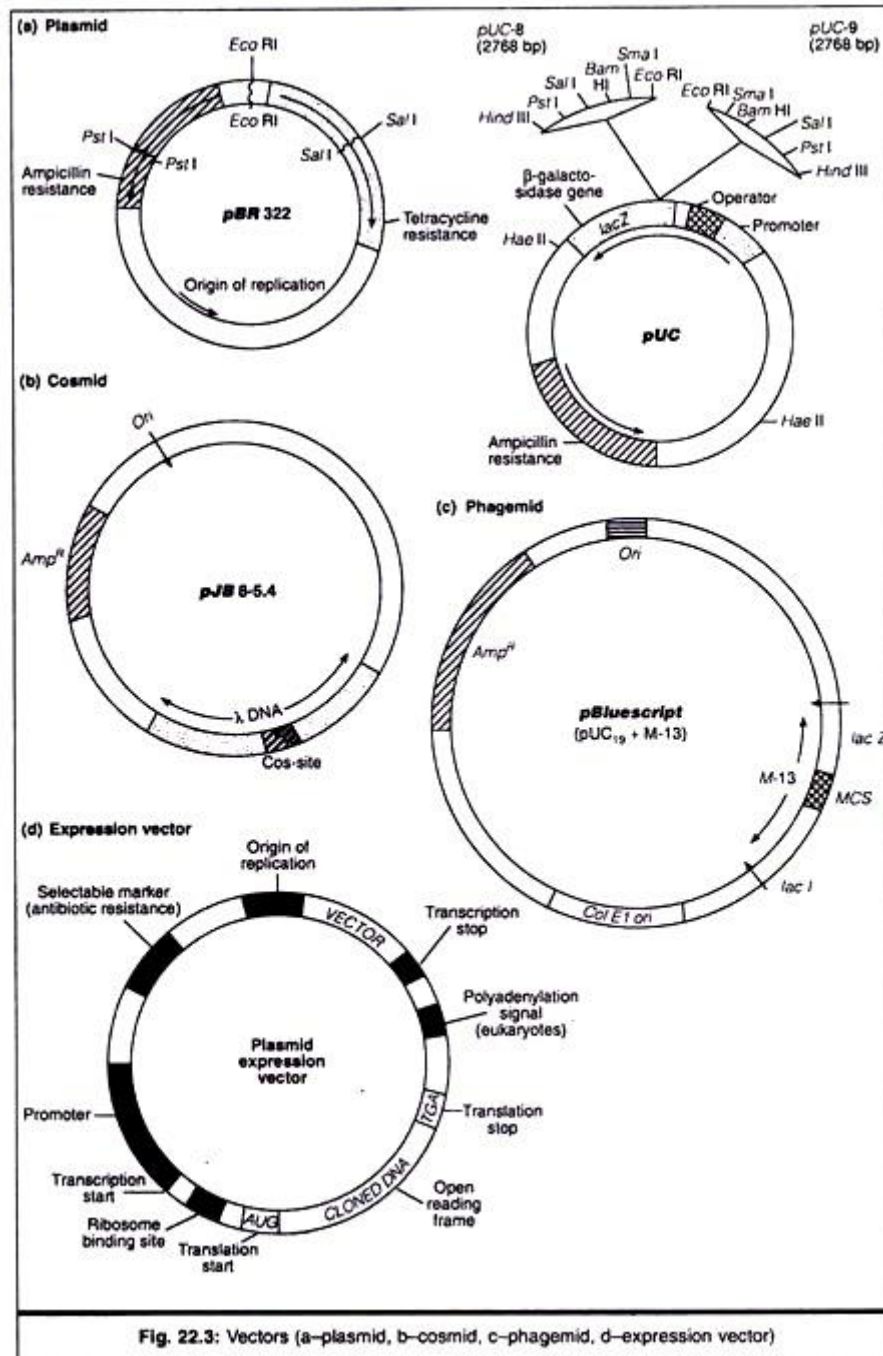 (a) Plasmid
Eco RI
Eco RI
Pst I
Pst I
Sal I
Sal I
Ampicillin
resistance
pBR 322
Tetracycline
resistance
Origin of replication
pUC-8
(2768 bp)
Hind III
Pst I
Sal I
Bam
HI
Sma I
Eco RI
pUC-9
(2768 bp)
Eco RI
Sma I
Bam HI
Sal I
Pst I
Hind III
β-galacto-
sidase gene
Operator
Promoter
lacZ
Hae II
pUC
Hae II
Ampicillin
resistance
(b) Cosmid
Ori
Amp^R
pJB 8-5.4
λ DNA
Cos-site
(c) Phagemid
Ori
Amp^R
pBluescript
(pUC₁₉ + M-13)
lac Z
M-13
MCS
lac I
Col E1 ori
(d) Expression vector
Origin of
replication
Selectable marker
(antibiotic resistance)
VECTOR
Transcription
stop
Polyadenylation
signal
(eukaryotes)
Plasmid
expression
vector
TGA
Translation
stop
Promoter
CLONED DNA
Open
reading
frame
Transcription
start
Ribosome
binding site
AUG
Translation
start
Fig. 22.3: Vectors (a–plasmid, b–cosmid, c–phagemid, d–expression vector)